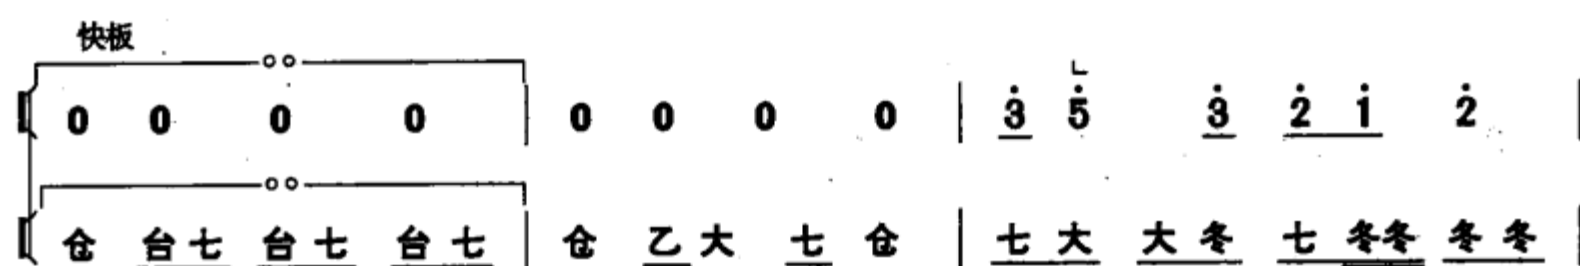 快板
0 0 0 0 | 0 0 0 0 | 3̇ 5̇ 3̇ 2̇ 1̇ 2̇
仓 台七 台七 台七 | 仓 乙大 七 仓 | 七大 大冬 七冬冬 冬冬